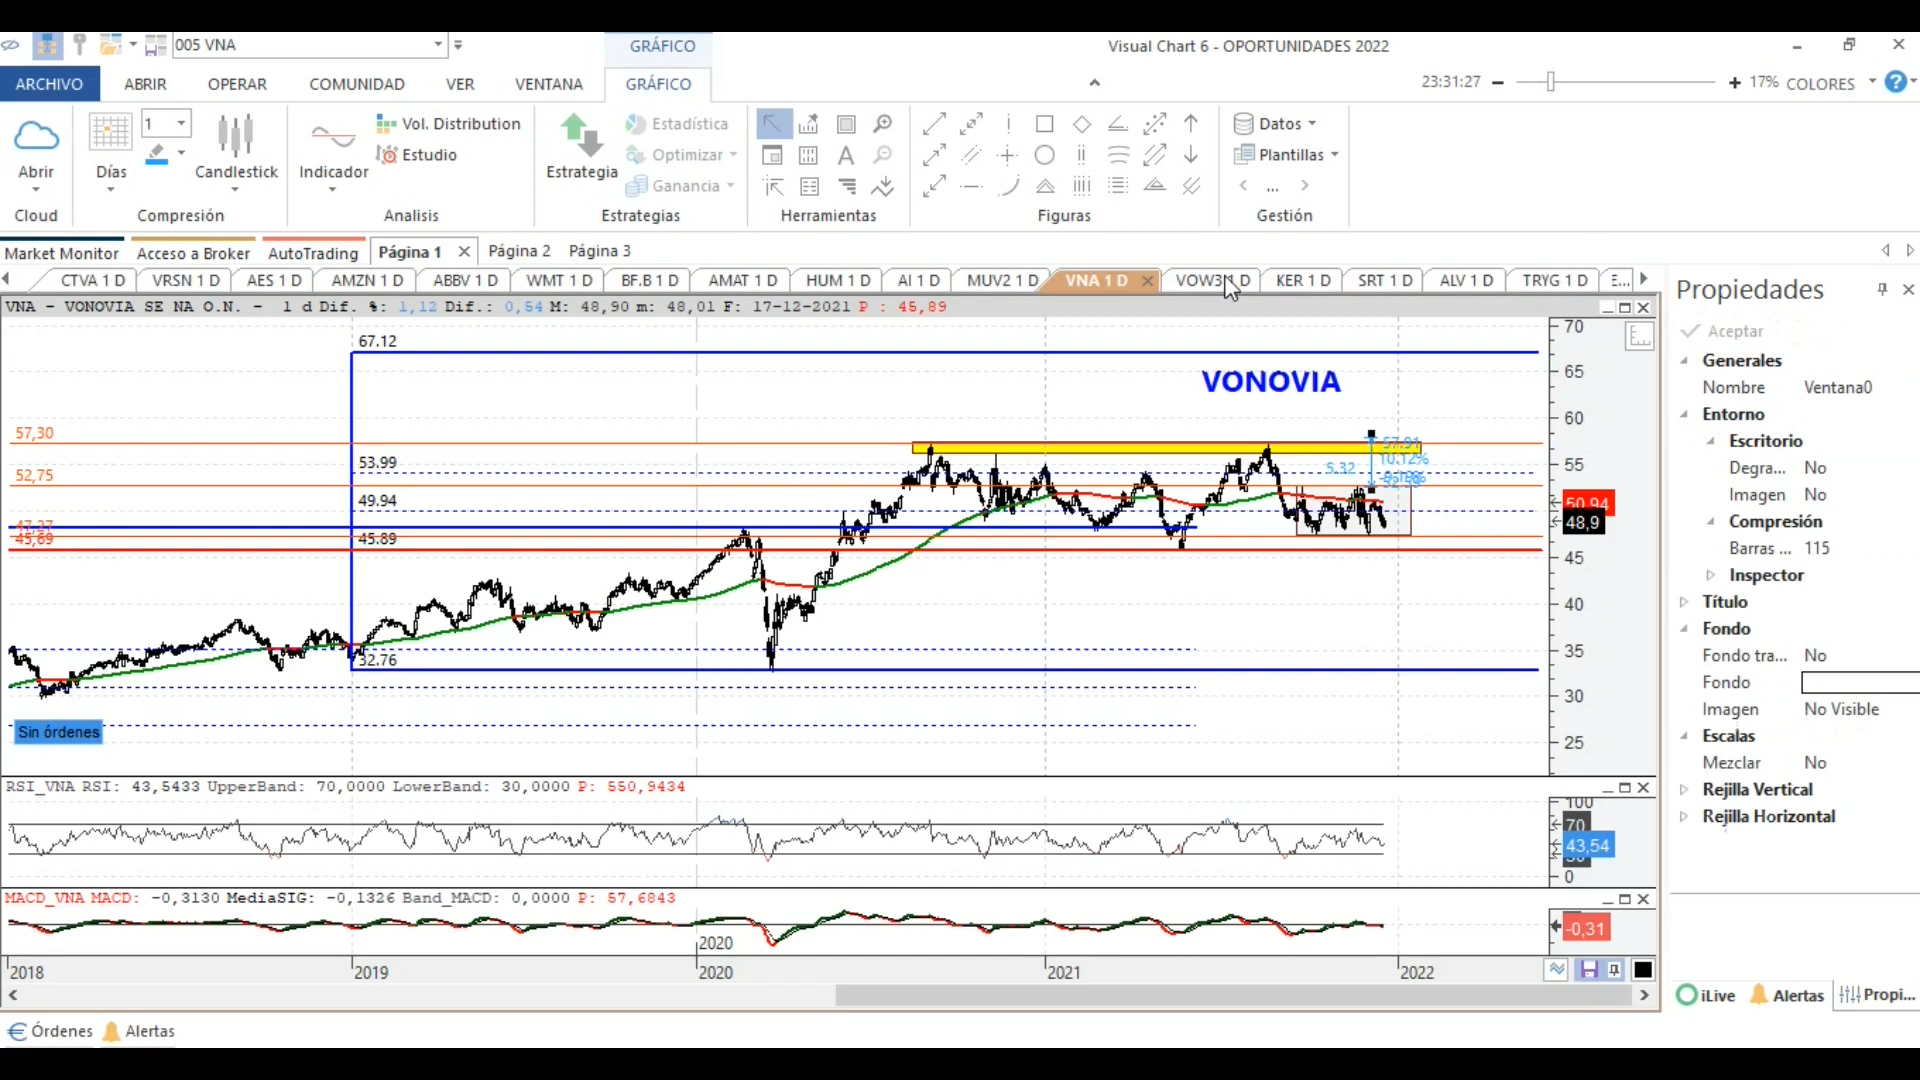 005 VNA
GRÁFICO
Visual Chart 6 - OPORTUNIDADES 2022
ARCHIVO ABRIR OPERAR COMUNIDAD VER VENTANA GRÁFICO
23:31:27 17% COLORES
1 Vol. Distribution Estadística A Datos
Estudio Optimizar Plantillas
Abrir Días Candlestick Indicador Estrategia Ganancia ...
Cloud Compresión Analisis Estrategias Herramientas Figuras Gestión
Market Monitor Acceso a Broker AutoTrading Página 1 Página 2 Página 3
CTVA 1 D VRSN 1 D AES 1 D AMZN 1 D ABBV 1 D WMT 1 D BF.B 1 D AMAT 1 D HUM 1 D AI 1 D MUV2 1 D VNA 1 D VOW3 D KER 1 D SRT 1 D ALV 1 D TRYG 1 D E...
VNA - VONOVIA SE NA O.N. - 1 d Dif. %: 1,12 Dif.: 0,54 M: 48,90 m: 48,01 F: 17-12-2021 P : 45,89
67.12
VONOVIA
57,30
53.99
52,75
49.94
47,27
45,69
45.89
32.76
57.91
10,12%
5.32
70
65
60
55
50,94
48,9
45
40
35
30
25
Sin órdenes
RSI_VNA RSI: 43,5433 UpperBand: 70,0000 LowerBand: 30,0000 P: 550,9434
100
70
43,54
0
MACD_VNA MACD: -0,3130 MediaSIG: -0,1326 Band_MACD: 0,0000 P: 57,6843
-0,31
2020
2018 2019 2020 2021 2022
Órdenes Alertas
Propiedades
Aceptar
Generales
Nombre Ventana0
Entorno
Escritorio
Degra... No
Imagen No
Compresión
Barras ... 115
Inspector
Título
Fondo
Fondo tra... No
Fondo
Imagen No Visible
Escalas
Mezclar No
Rejilla Vertical
Rejilla Horizontal
iLive Alertas Propi...